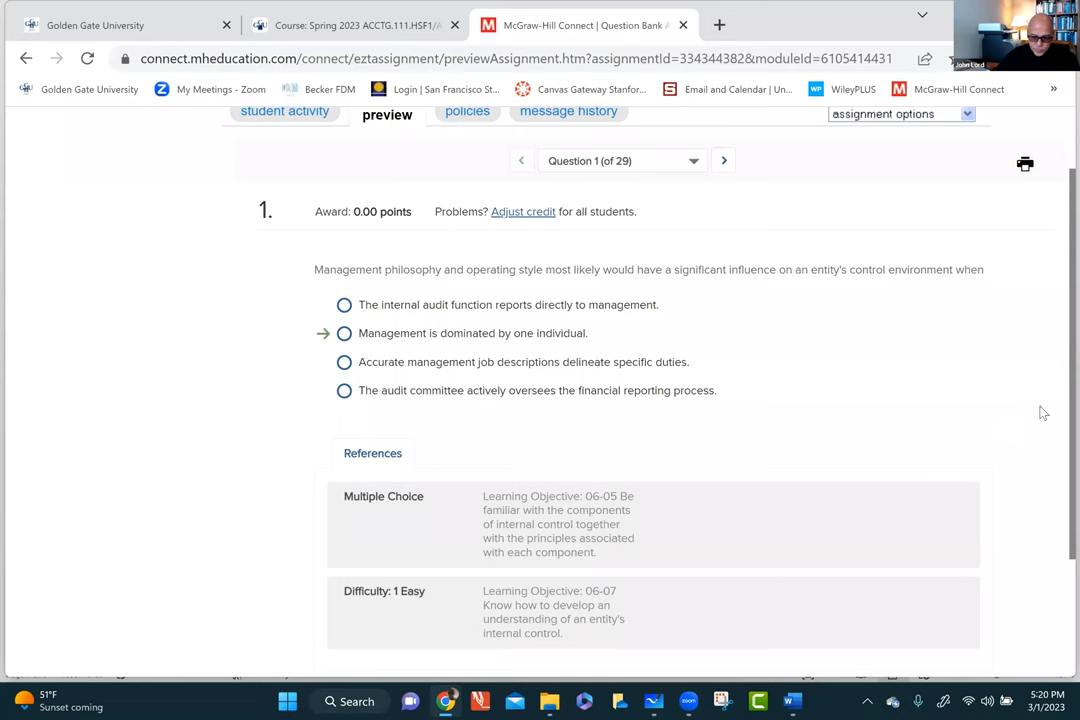 Golden Gate University
Course: Spring 2023 ACCTG.111.HSF1/A
McGraw-Hill Connect | Question Bank A
connect.mheducation.com/connect/eztassignment/previewAssignment.htm?assignmentId=334344382&moduleId=6105414431
John Lord
Golden Gate University
My Meetings - Zoom
Becker FDM
Login | San Francisco St...
Canvas Gateway Stanfor...
Email and Calendar | Un...
WileyPLUS
McGraw-Hill Connect
»
student activity
preview
policies
message history
assignment options
Question 1 (of 29)
1.
Award: 0.00 points Problems? Adjust credit for all students.
Management philosophy and operating style most likely would have a significant influence on an entity's control environment when
The internal audit function reports directly to management.
Management is dominated by one individual.
Accurate management job descriptions delineate specific duties.
The audit committee actively oversees the financial reporting process.
References
Multiple Choice
Learning Objective: 06-05 Be
familiar with the components
of internal control together
with the principles associated
with each component.
Difficulty: 1 Easy
Learning Objective: 06-07
Know how to develop an
understanding of an entity's
internal control.
51°F
Sunset coming
Search
zoom
5:20 PM
3/1/2023